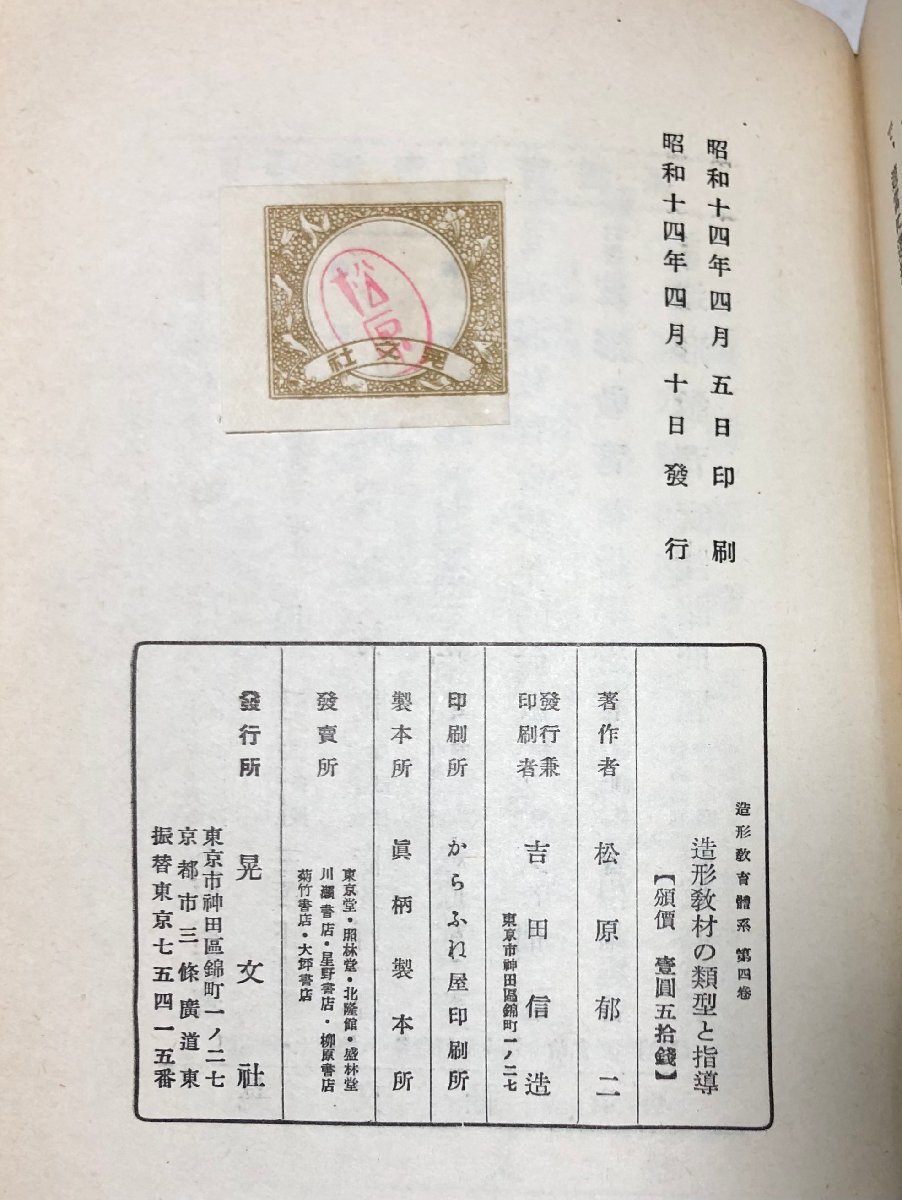 昭和十四年四月五日印刷
昭和十四年四月十日發行
松原
晃文社
造形教育體系 第四卷
造形敎材の類型と指導
【頒價 壹圓五拾錢】
著作者 松原郁二
發行兼印刷者 吉田信造
東京市神田區錦町一ノ二七
印刷所 からふね屋印刷所
製本所 眞柄製本所
發賣所
東京堂・照林堂・北隆館・盛林堂
川瀬書店・星野書店・柳原書店
菊竹書店・大阪書店
發行所 晃文社
東京市神田區錦町一ノ二七
京都市三條廣道東
振替東京七五四一五番